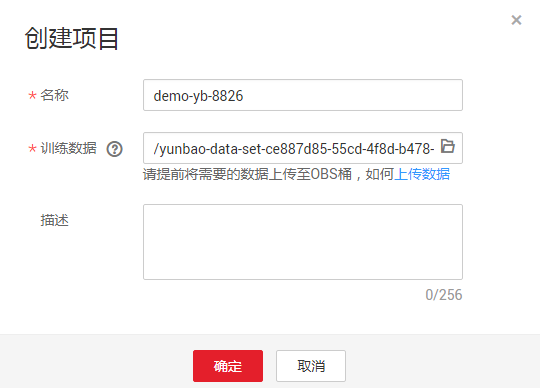 创建项目
* 名称
demo-yb-8826
* 训练数据 ?
/yunbao-data-set-ce887d85-55cd-4f8d-b478-
请提前将需要的数据上传至OBS桶，如何上传数据
描述
0/256
确定 取消